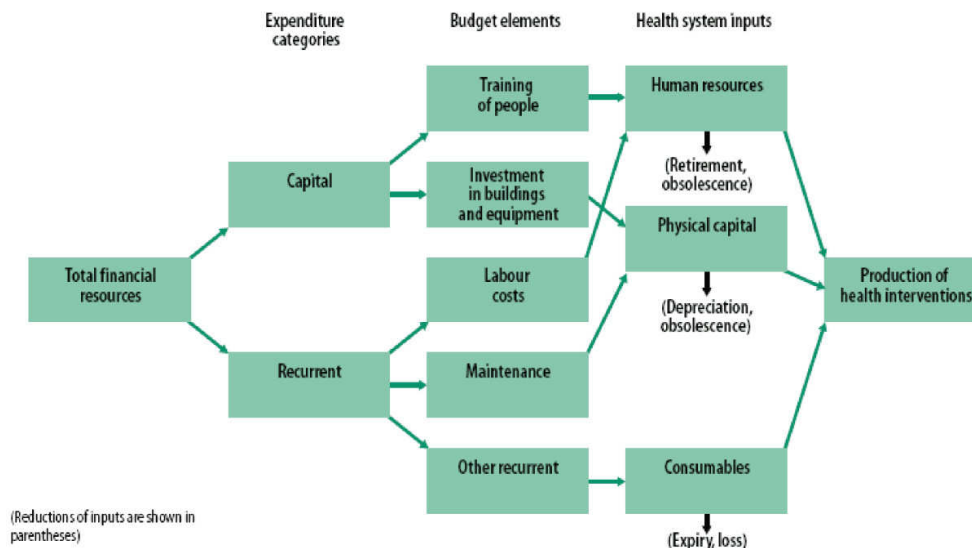 Expenditure
categories
Budget elements
Health system inputs
Training
of people
Human resources
(Retirement,
obsolescence)
Capital
Investment
in buildings
and equipment
Physical capital
(Depreciation,
obsolescence)
Total financial
resources
Labour
costs
Production of
health interventions
Recurrent
Maintenance
Other recurrent
Consumables
(Expiry, loss)
(Reductions of inputs are shown in
parentheses)